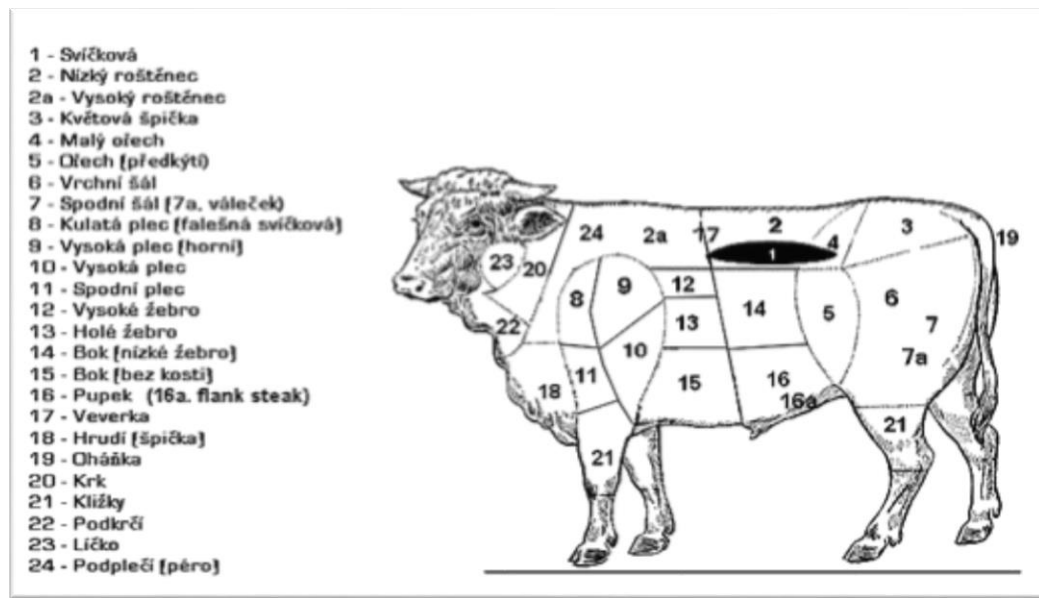 1 - Svíčková
2 - Nízký roštěnec
2a - Vysoký roštěnec
3 - Květová špička
4 - Malý ořech
5 - Ořech (předkýtí)
6 - Vrchní šál
7 - Spodní šál (7a. váleček)
8 - Kulatá plec (falešná svíčková)
9 - Vysoká plec (horní)
10 - Vysoká plec
11 - Spodní plec
12 - Vysoké žebro
13 - Holé žebro
14 - Bok (nízké žebro)
15 - Bok (bez kosti)
16 - Pupek (16a. flank steak)
17 - Veverka
18 - Hrudí (špička)
19 - Oháňka
20 - Krk
21 - Kližky
22 - Podkrčí
23 - Líčko
24 - Podplečí (péro)
24 2a 17 2 4 3 19
1
23 20
8 9 12 14 5 6
13 7
22 10 7a
18 11 15 16
16a
21 21